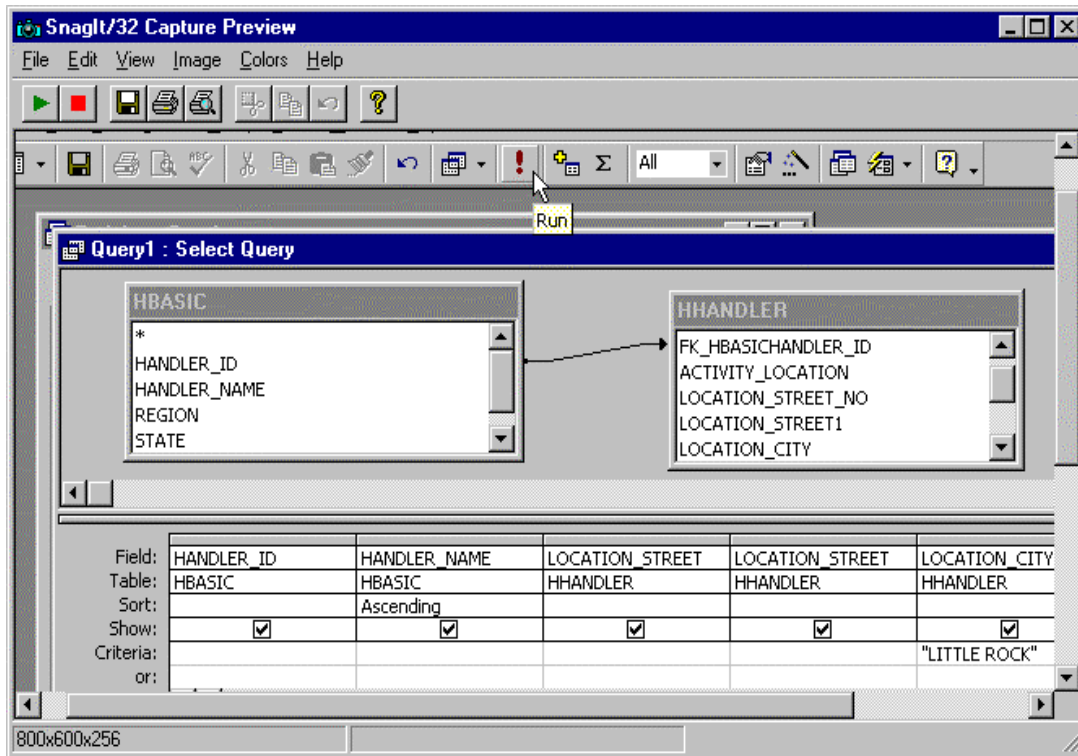 SnagIt/32 Capture Preview
File Edit View Image Colors Help
ABC
All
Run
Query1 : Select Query
HBASIC
*
HANDLER_ID
HANDLER_NAME
REGION
STATE
HHANDLER
FK_HBASICHANDLER_ID
ACTIVITY_LOCATION
LOCATION_STREET_NO
LOCATION_STREET1
LOCATION_CITY
Field: HANDLER_ID HANDLER_NAME LOCATION_STREET LOCATION_STREET LOCATION_CITY
Table: HBASIC HBASIC HHANDLER HHANDLER HHANDLER
Sort: Ascending
Show:
Criteria: "LITTLE ROCK"
or:
800x600x256